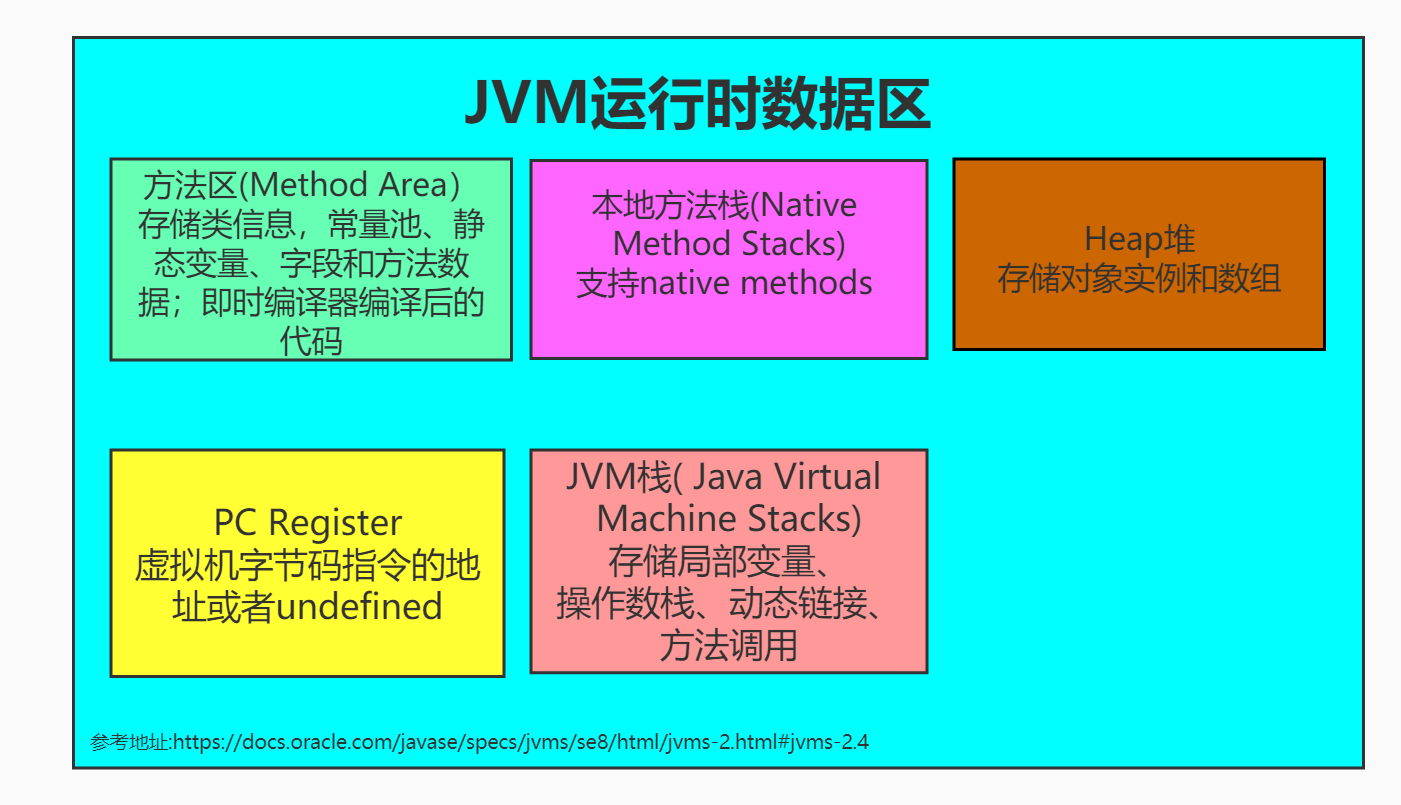 JVM运行时数据区
方法区(Method Area)
存储类信息，常量池、静
态变量、字段和方法数
据；即时编译器编译后的
代码
本地方法栈(Native
Method Stacks)
支持native methods
Heap堆
存储对象实例和数组
PC Register
虚拟机字节码指令的地
址或者undefined
JVM栈( Java Virtual
Machine Stacks)
存储局部变量、
操作数栈、动态链接、
方法调用
参考地址:https://docs.oracle.com/javase/specs/jvms/se8/html/jvms-2.html#jvms-2.4